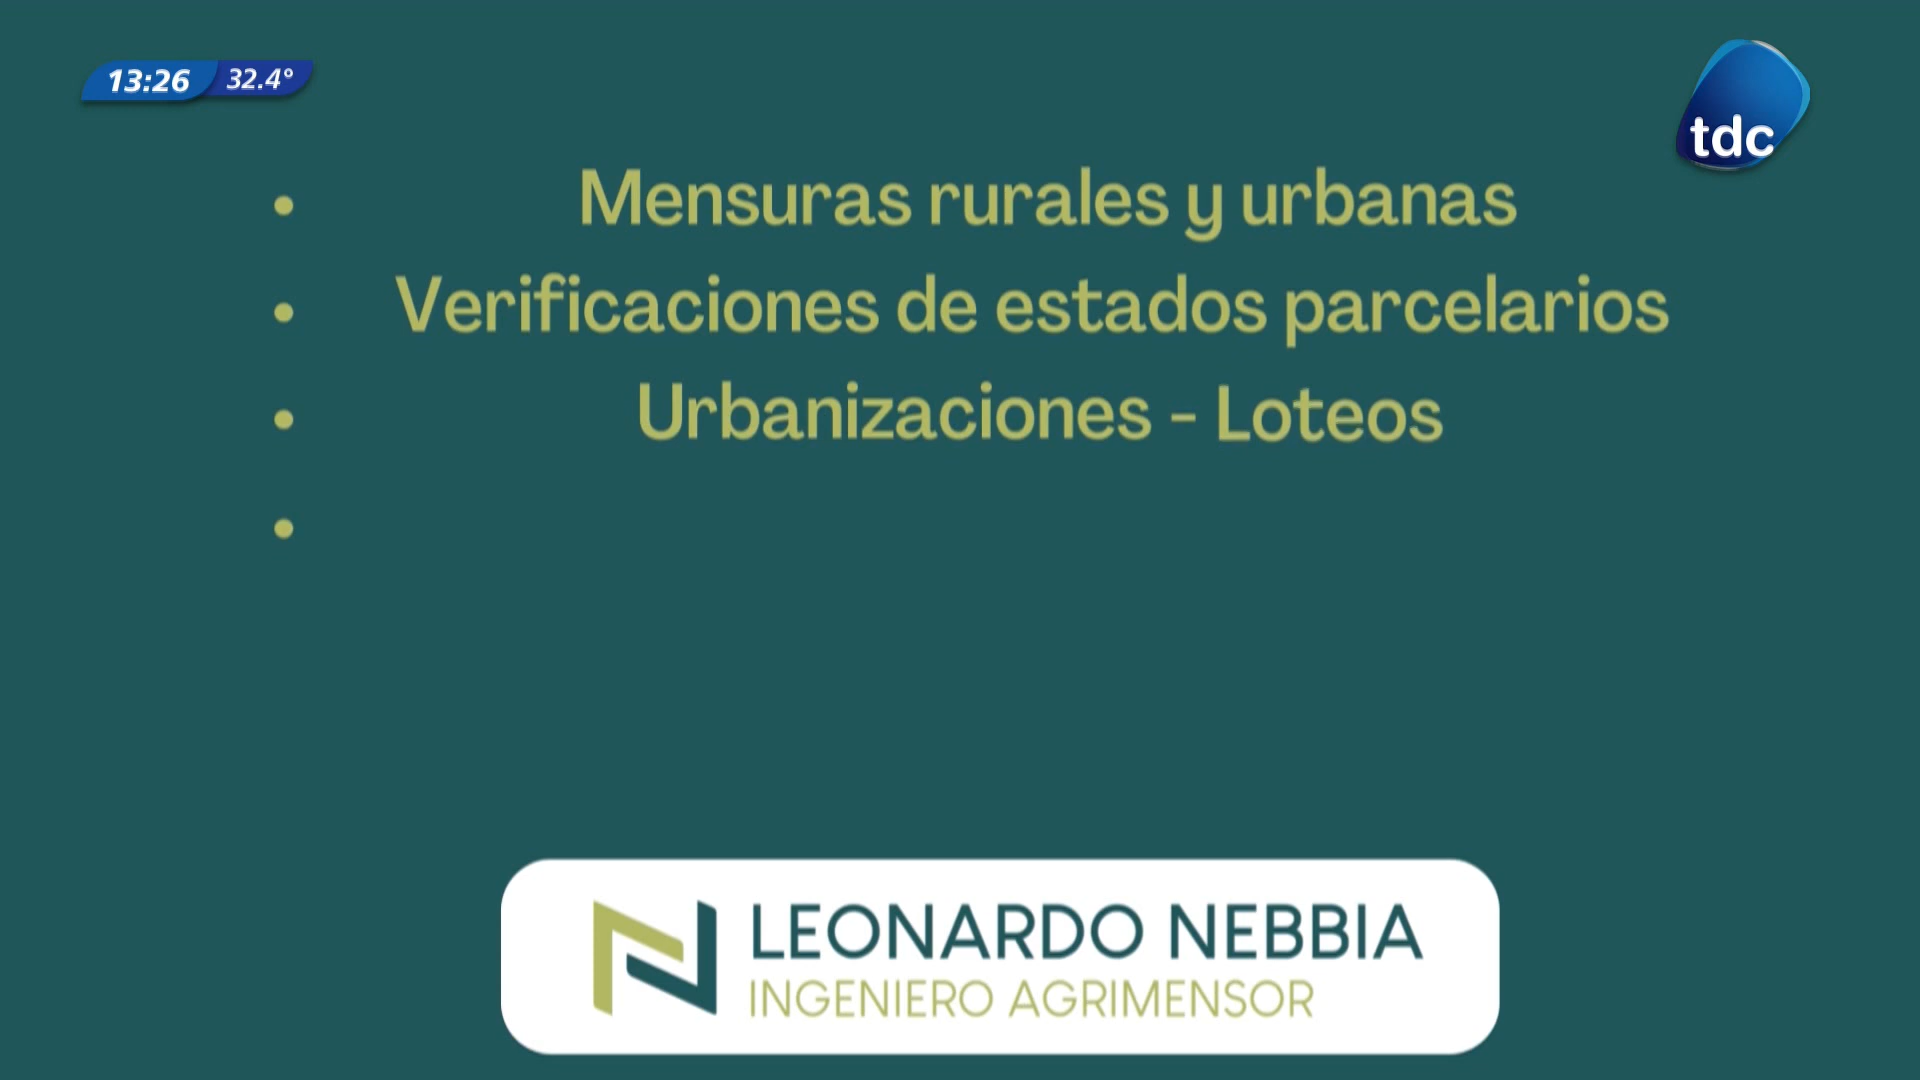 13:26 32.4°
tdc
• Mensuras rurales y urbanas
• Verificaciones de estados parcelarios
• Urbanizaciones - Loteos
•
LEONARDO NEBBIA
INGENIERO AGRIMENSOR